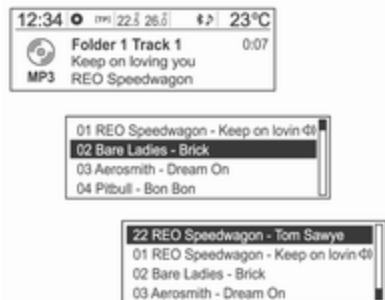 12:34 [TP] 22.5 26.0 23°C
Folder 1 Track 1 0:07
Keep on loving you
MP3 REO Speedwagon
01 REO Speedwagon - Keep on lovin
02 Bare Ladies - Brick
03 Aerosmith - Dream On
04 Pitbull - Bon Bon
22 REO Speedwagon - Tom Sawye
01 REO Speedwagon - Keep on lovin
02 Bare Ladies - Brick
03 Aerosmith - Dream On